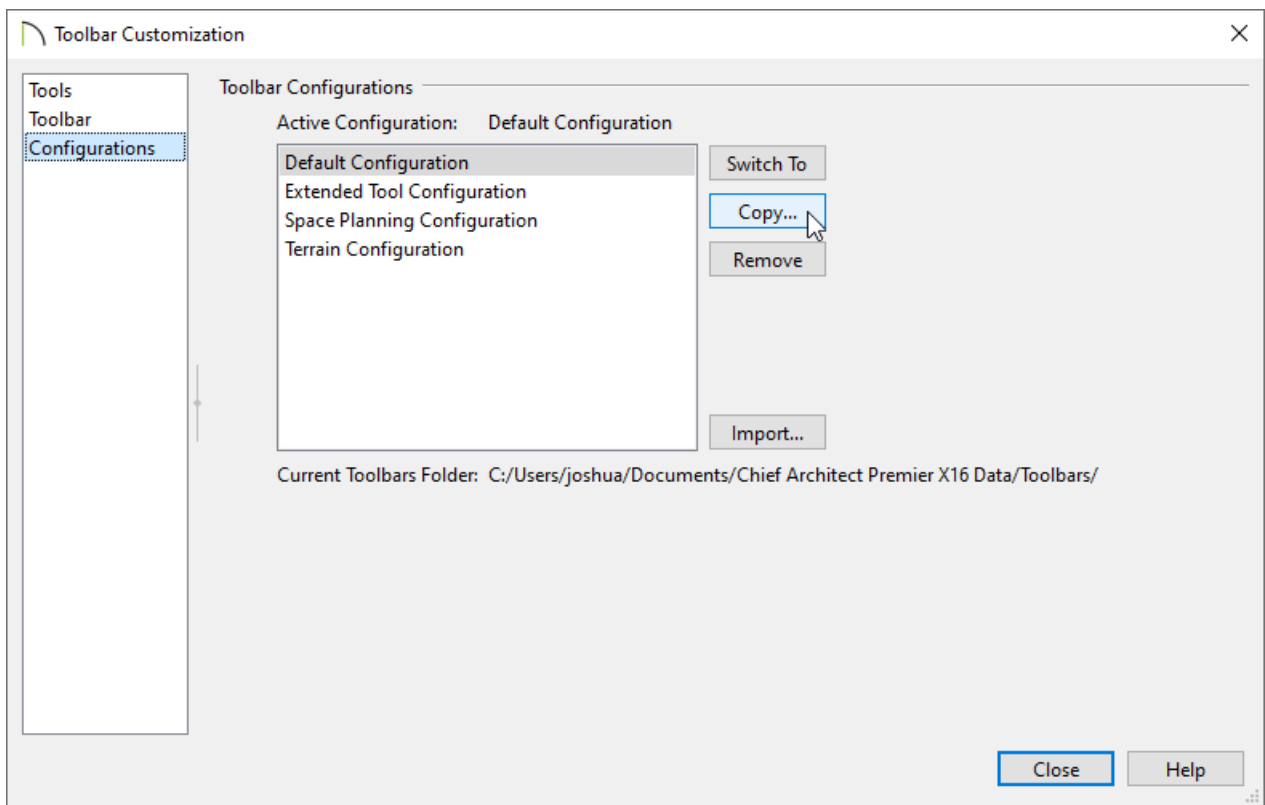 Toolbar Customization
Tools
Toolbar
Configurations
Toolbar Configurations
Active Configuration: Default Configuration
Default Configuration
Extended Tool Configuration
Space Planning Configuration
Terrain Configuration
Switch To
Copy...
Remove
Import...
Current Toolbars Folder: C:/Users/joshua/Documents/Chief Architect Premier X16 Data/Toolbars/
Close
Help